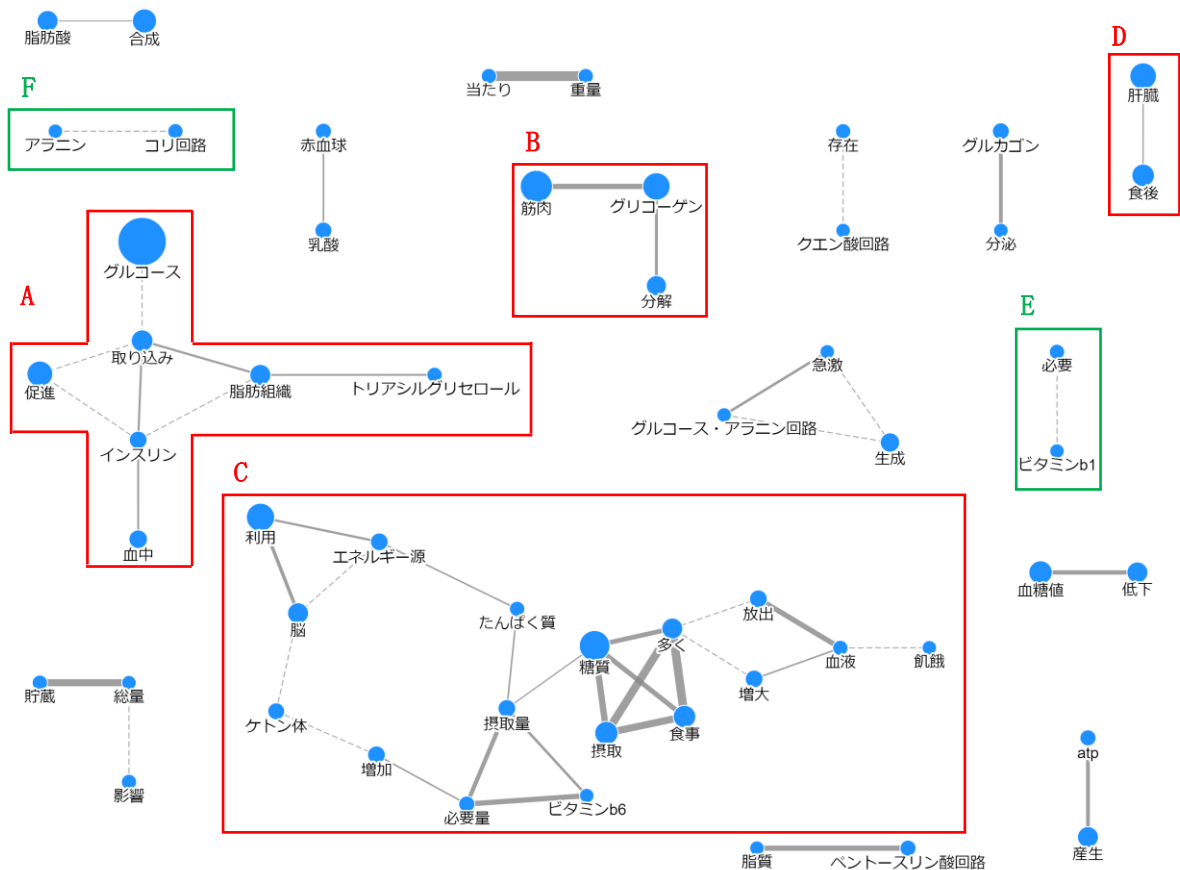 脂肪酸
合成
D
当たり
重量
肝臓
F
アラニン
コリ回路
赤血球
B
存在
グルカゴン
筋肉
グリコーゲン
食後
乳酸
クエン酸回路
分泌
グルコース
A
分解
E
取り込み
急激
必要
促進
脂肪組織
トリアシルグリセロール
グルコース・アラニン回路
インスリン
生成
ビタミンb1
C
血中
利用
エネルギー源
血糖値
低下
たんぱく質
放出
脳
糖質
多く
血液
飢餓
貯蔵
総量
ケトン体
摂取量
増大
摂取
食事
増加
atp
影響
必要量
ビタミンb6
脂質
ペントースリン酸回路
産生